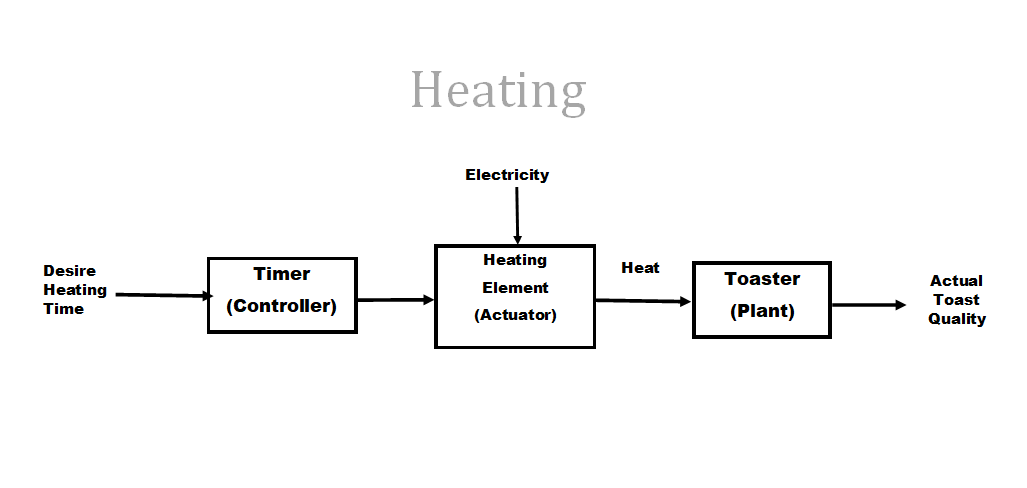 Heating
Electricity
Desire
Heating
Time
Timer
(Controller)
Heating
Element
(Actuator)
Heat
Toaster
(Plant)
Actual
Toast
Quality